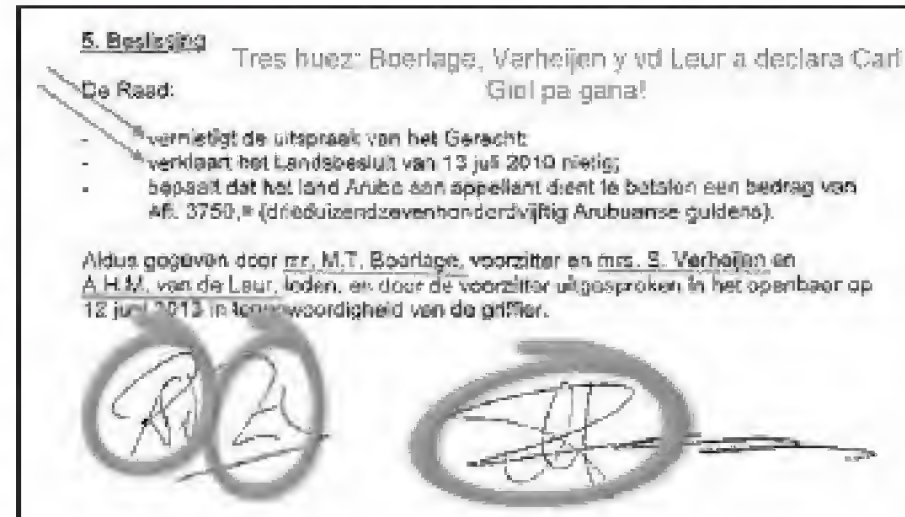 5. Beslissing
Tres huez: Boerlage, Verheijen y vd Leur a declara Carl
Giol pa gana!
De Raad:
- vernietigt de uitspraak van het Gerecht;
- verklaart het Landsbesluit van 13 juli 2010 nietig;
- bepaalt dat het land Aruba aan appellant dient te betalen een bedrag van
Afl. 3750,= (drieduizendzevenhonderdvijftig Arubaanse guldens).
Aldus gegeven door mr. M.T. Boerlage, voorzitter en mrs. S. Verheijen en
A.H.M. van de Leur, leden, en door de voorzitter uitgesproken in het openbaar op
12 juni 2013 in tegenwoordigheid van de griffier.